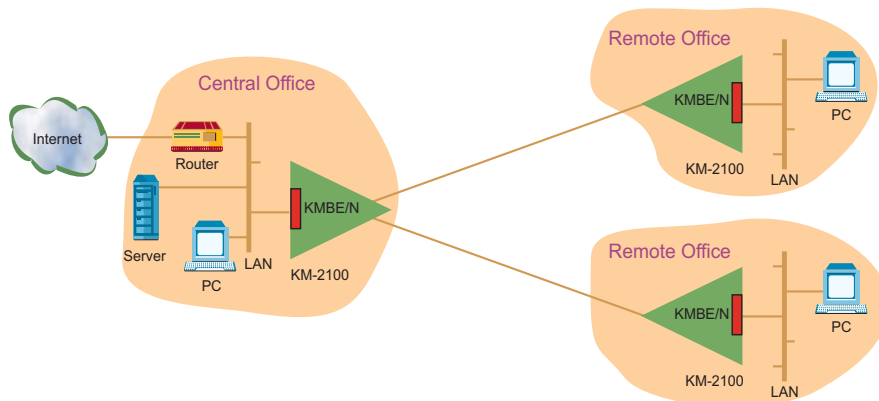 Central Office
Internet
Router
Server
PC
LAN
KMBE/N
KM-2100
Remote Office
KMBE/N
KM-2100
LAN
PC
Remote Office
KMBE/N
KM-2100
LAN
PC